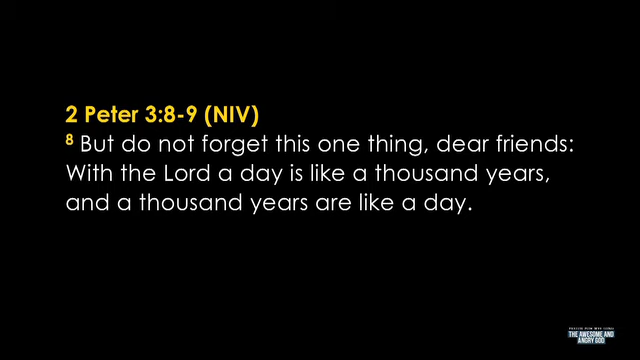 2 Peter 3:8-9 (NIV)
8 But do not forget this one thing, dear friends:
With the Lord a day is like a thousand years,
and a thousand years are like a day.
THE AWESOME AND
ANGRY GOD